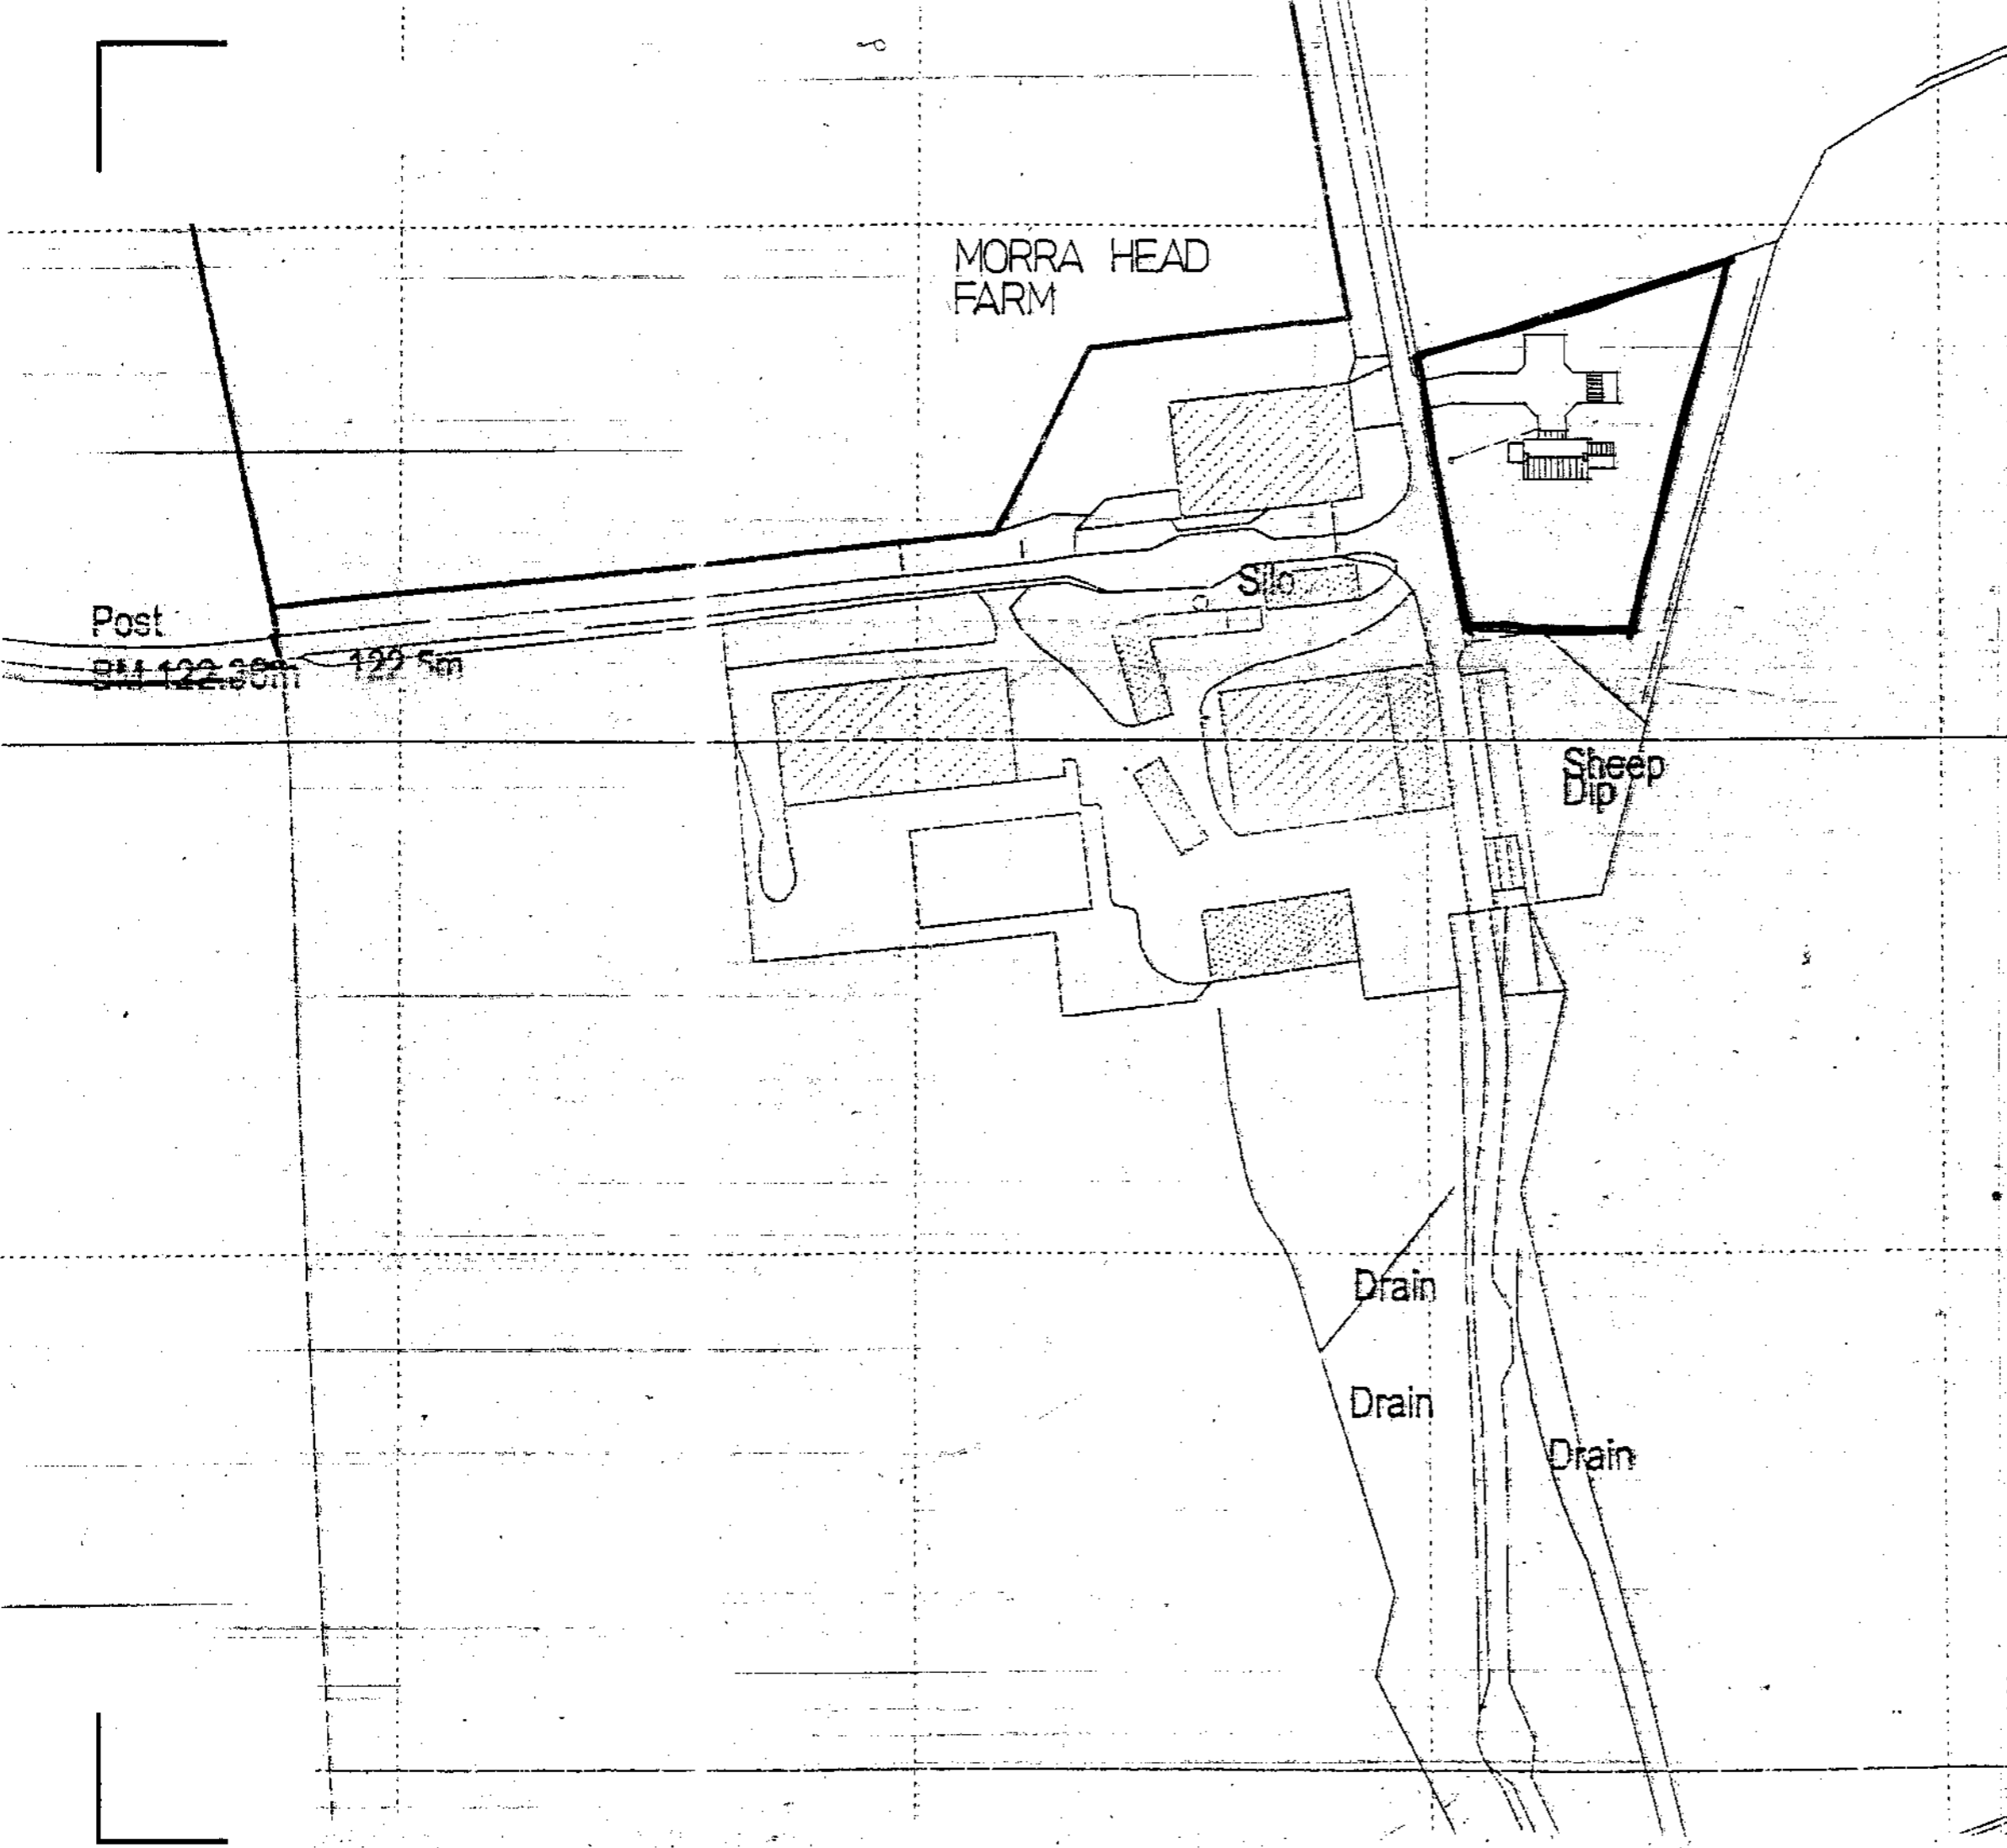 MORRA HEAD
FARM
Silo
Post
BM 122.36m
122.5m
Sheep
Dip
Drain
Drain
Drain